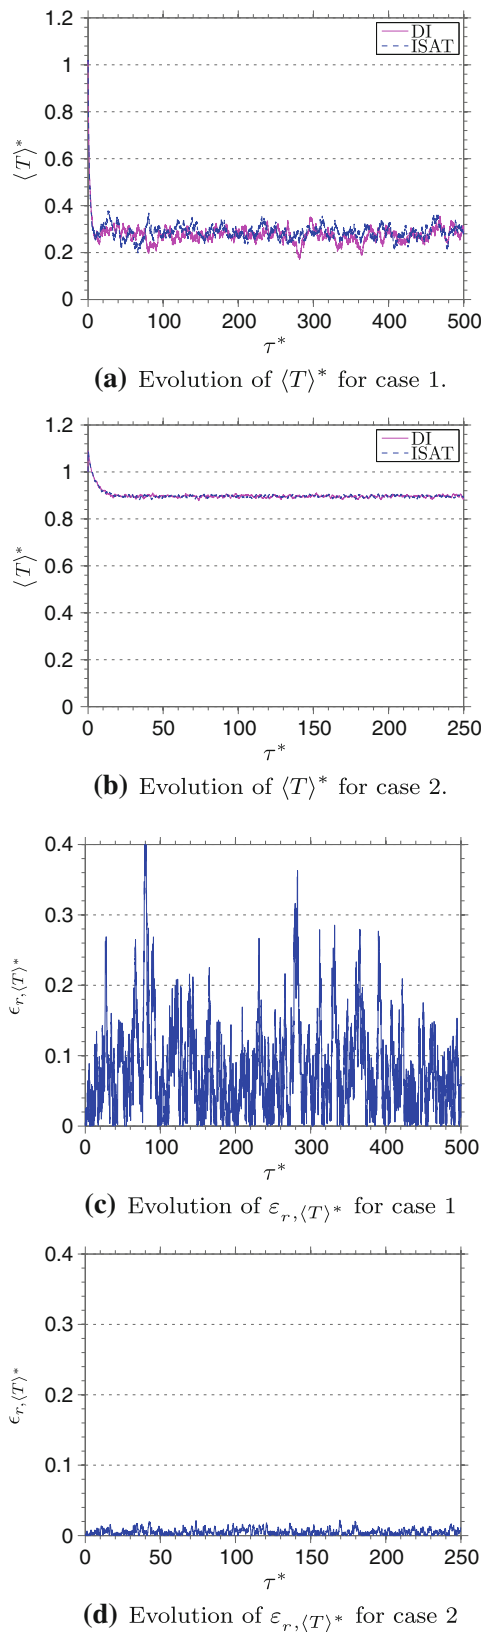 1.2
1
0.8
0.6
0.4
0.2
0
⟨T⟩*
DI
ISAT
0 100 200 300 400 500
τ*
(a) Evolution of ⟨T⟩* for case 1.
1.2
1
0.8
0.6
0.4
0.2
0
⟨T⟩*
DI
ISAT
0 50 100 150 200 250
τ*
(b) Evolution of ⟨T⟩* for case 2.
0.4
0.3
0.2
0.1
0
ϵr,⟨T⟩*
0 100 200 300 400 500
τ*
(c) Evolution of εr,⟨T⟩* for case 1
0.4
0.3
0.2
0.1
0
ϵr,⟨T⟩*
0 50 100 150 200 250
τ*
(d) Evolution of εr,⟨T⟩* for case 2